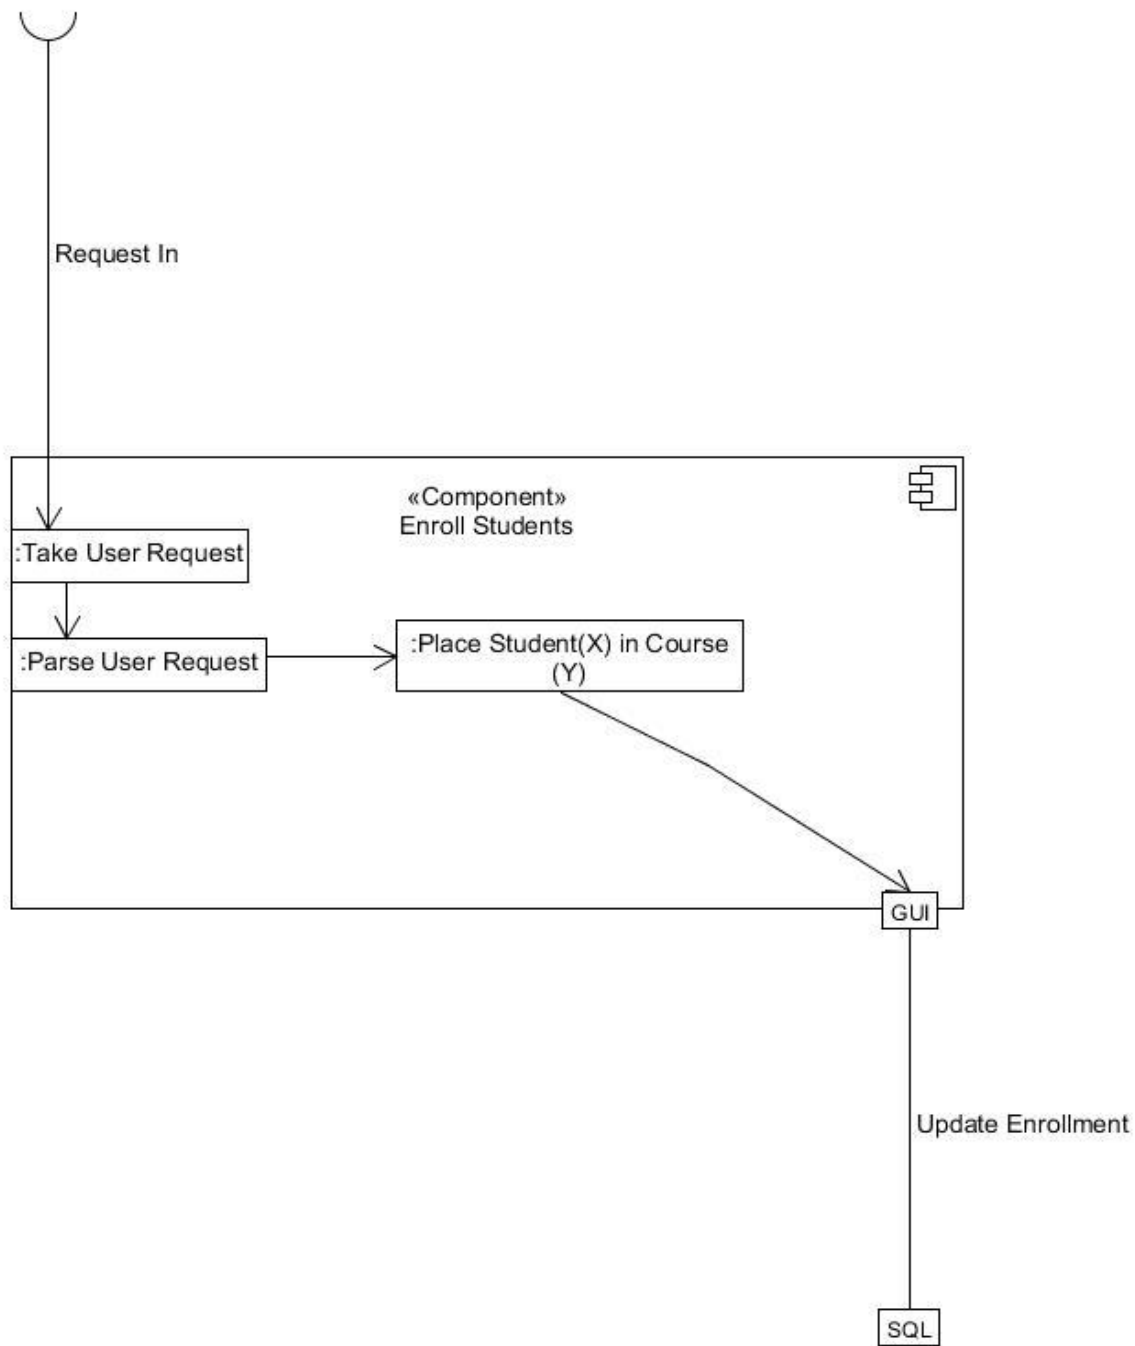 Request In
«Component»
Enroll Students
:Take User Request
:Parse User Request
:Place Student(X) in Course
(Y)
GUI
Update Enrollment
SQL